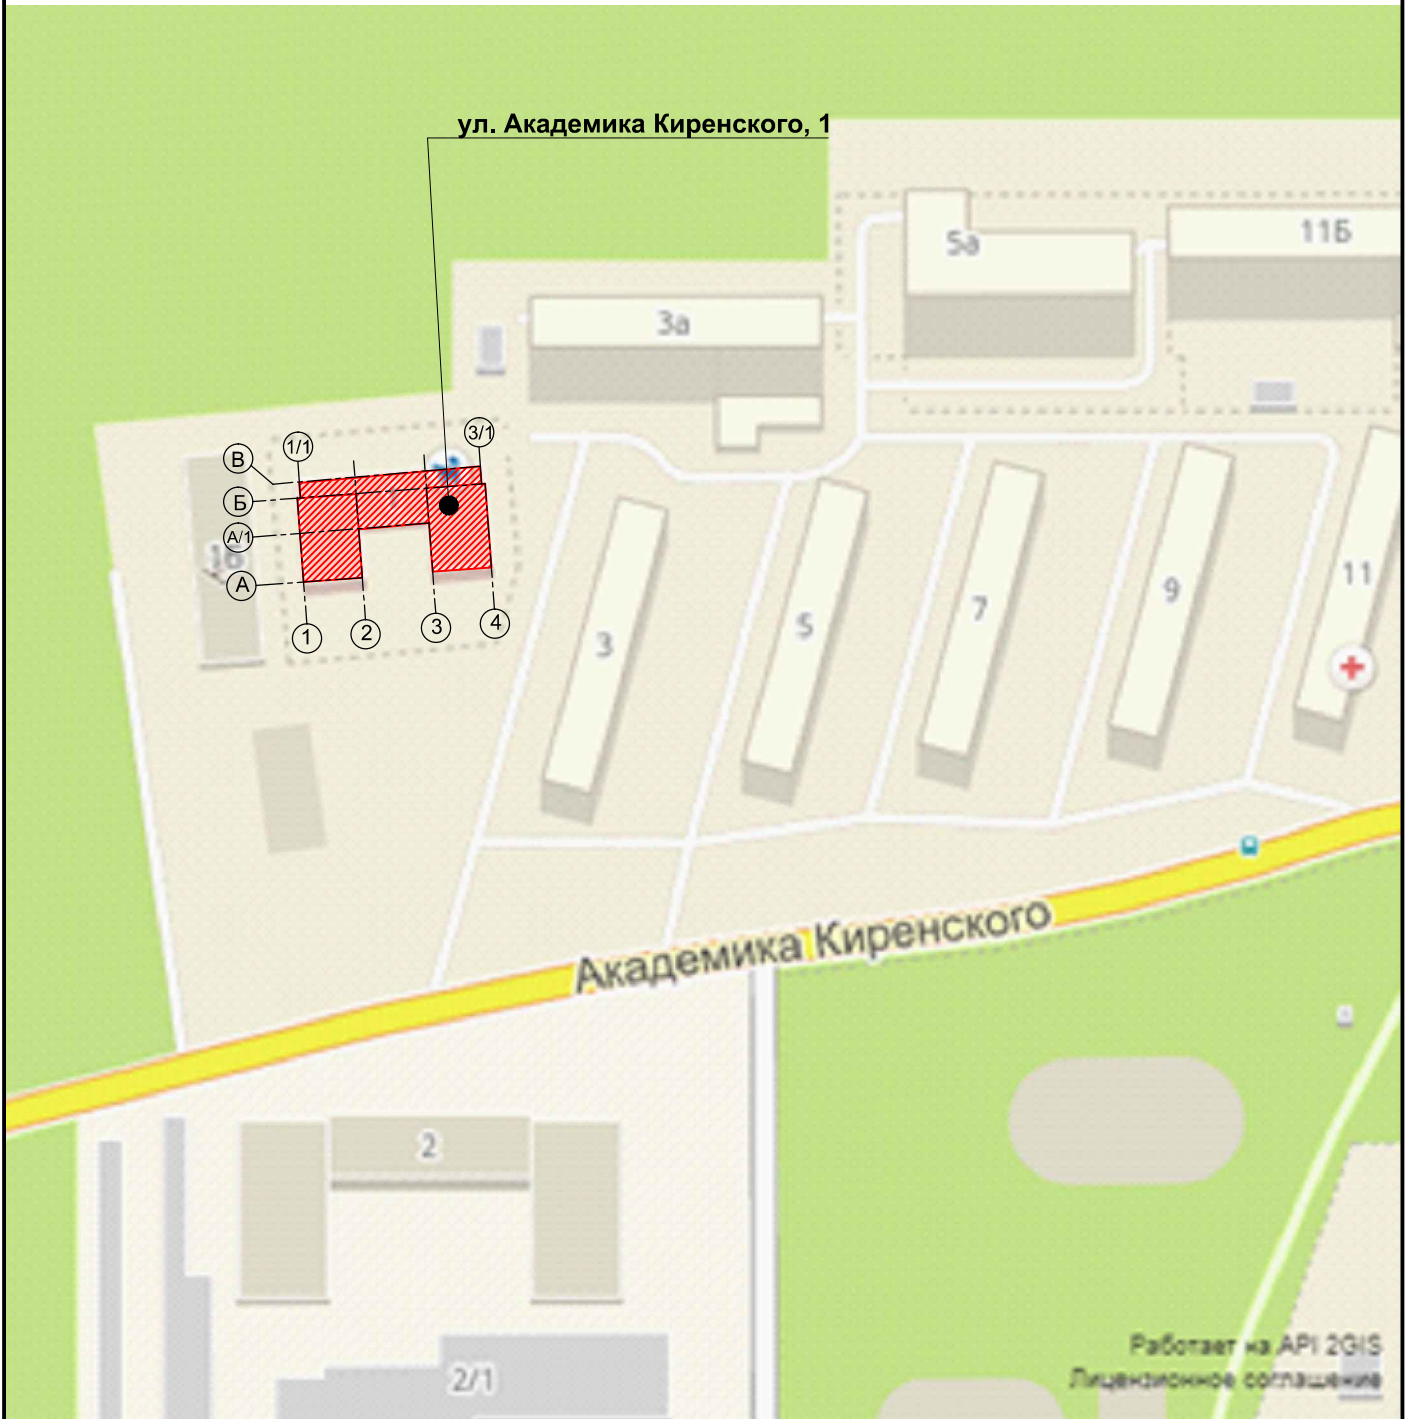 ул. Академика Киренского, 1
5а
11Б
3а
3/1
1/1
В
Б
А/1
1б
А
11
9
7
5
3
1
2
3
4
Академика Киренского
2
Работает на API 2GIS
Лицензионное соглашение
2/1